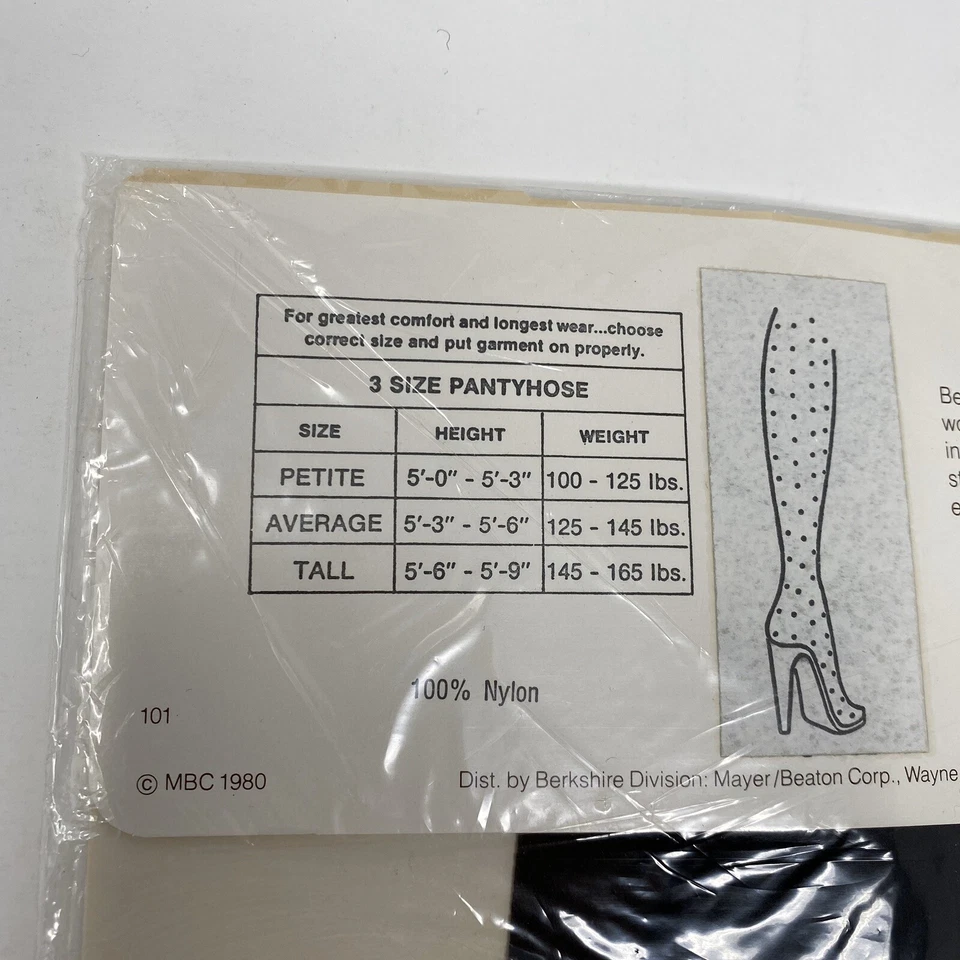 For greatest comfort and longest wear...choose
correct size and put garment on properly.
3 SIZE PANTYHOSE
SIZE HEIGHT WEIGHT
PETITE 5'-0" - 5'-3" 100 - 125 lbs.
AVERAGE 5'-3" - 5'-6" 125 - 145 lbs.
TALL 5'-6" - 5'-9" 145 - 165 lbs.
100% Nylon
101
© MBC 1980
Dist. by Berkshire Division: Mayer/Beaton Corp., Wayne